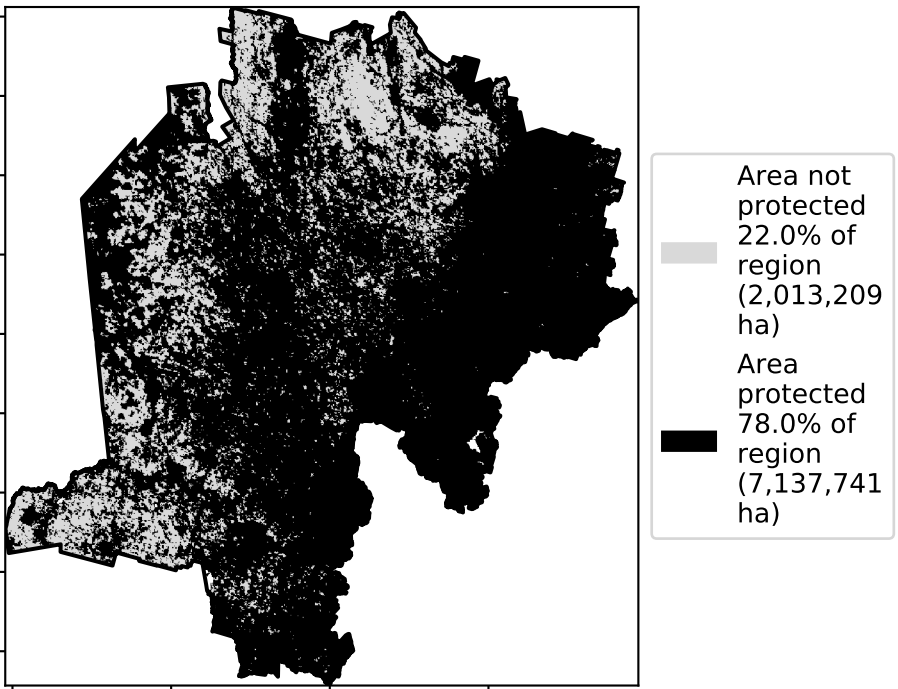 Area not
protected
22.0% of
region
(2,013,209
ha)
Area
protected
78.0% of
region
(7,137,741
ha)